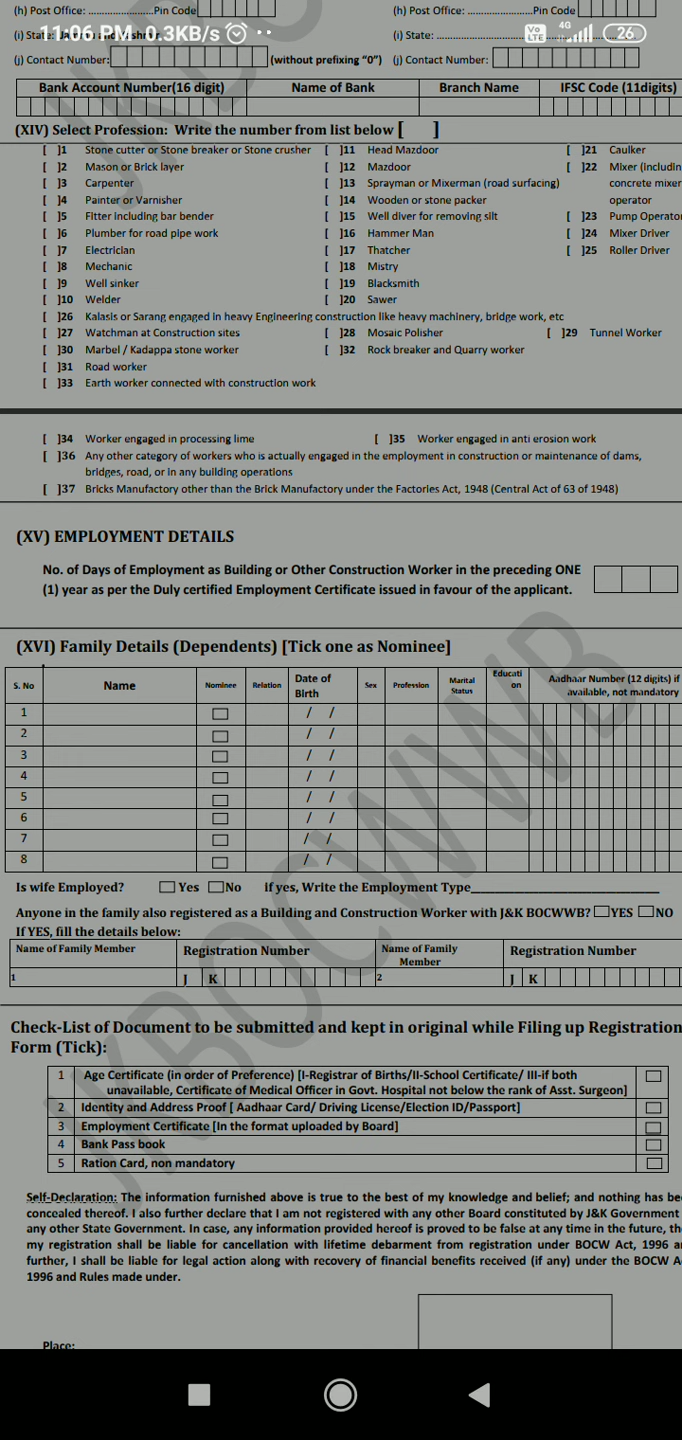 (h) Post Office: ......................Pin Code
(h) Post Office: ......................Pin Code
11:06 PM 0.3KB/s
Vo LTE 4G 26
(i) State: Jammu and Kashmir
(i) State:
(j) Contact Number: (without prefixing "0")
(j) Contact Number:
Bank Account Number(16 digit) Name of Bank Branch Name IFSC Code (11digits)
(XIV) Select Profession: Write the number from list below [ ]
[ ]1 Stone cutter or Stone breaker or Stone crusher [ ]11 Head Mazdoor [ ]21 Caulker
[ ]2 Mason or Brick layer [ ]12 Mazdoor [ ]22 Mixer (includin
[ ]3 Carpenter [ ]13 Sprayman or Mixerman (road surfacing) concrete mixer
[ ]4 Painter or Varnisher [ ]14 Wooden or stone packer operator
[ ]5 Fitter including bar bender [ ]15 Well diver for removing silt [ ]23 Pump Operator
[ ]6 Plumber for road pipe work [ ]16 Hammer Man [ ]24 Mixer Driver
[ ]7 Electrician [ ]17 Thatcher [ ]25 Roller Driver
[ ]8 Mechanic [ ]18 Mistry
[ ]9 Well sinker [ ]19 Blacksmith
[ ]10 Welder [ ]20 Sawer
[ ]26 Kalasis or Sarang engaged in heavy Engineering construction like heavy machinery, bridge work, etc
[ ]27 Watchman at Construction sites [ ]28 Mosaic Polisher [ ]29 Tunnel Worker
[ ]30 Marbel / Kadappa stone worker [ ]32 Rock breaker and Quarry worker
[ ]31 Road worker
[ ]33 Earth worker connected with construction work
[ ]34 Worker engaged in processing lime [ ]35 Worker engaged in anti erosion work
[ ]36 Any other category of workers who is actually engaged in the employment in construction or maintenance of dams,
bridges, road, or in any building operations
[ ]37 Bricks Manufactory other than the Brick Manufactory under the Factories Act, 1948 (Central Act of 63 of 1948)
(XV) EMPLOYMENT DETAILS
No. of Days of Employment as Building or Other Construction Worker in the preceding ONE
(1) year as per the Duly certified Employment Certificate issued in favour of the applicant.
(XVI) Family Details (Dependents) [Tick one as Nominee]
S. No Name Nominee Relation Date of Birth Sex Profession Marital Status Educati on Aadhaar Number (12 digits) if available, not mandatory
1 / /
2 / /
3 / /
4 / /
5 / /
6 / /
7 / /
8 / /
Is wife Employed? Yes No if yes, Write the Employment Type
Anyone in the family also registered as a Building and Construction Worker with J&K BOCWWB? YES NO
If YES, fill the details below:
Name of Family Member Registration Number Name of Family Member Registration Number
1 J K 2 J K
Check-List of Document to be submitted and kept in original while Filing up Registration
Form (Tick):
1 Age Certificate (in order of Preference) [I-Registrar of Births/II-School Certificate/ III-if both
unavailable, Certificate of Medical Officer in Govt. Hospital not below the rank of Asst. Surgeon]
2 Identity and Address Proof [ Aadhaar Card/ Driving License/Election ID/Passport]
3 Employment Certificate [In the format uploaded by Board]
4 Bank Pass book
5 Ration Card, non mandatory
Self-Declaration: The information furnished above is true to the best of my knowledge and belief; and nothing has bee
concealed thereof. I also further declare that I am not registered with any other Board constituted by J&K Government
any other State Government. In case, any information provided hereof is proved to be false at any time in the future, the
my registration shall be liable for cancellation with lifetime debarment from registration under BOCW Act, 1996 an
further, I shall be liable for legal action along with recovery of financial benefits received (if any) under the BOCW A
1996 and Rules made under.
Place:
JKBOCWWB